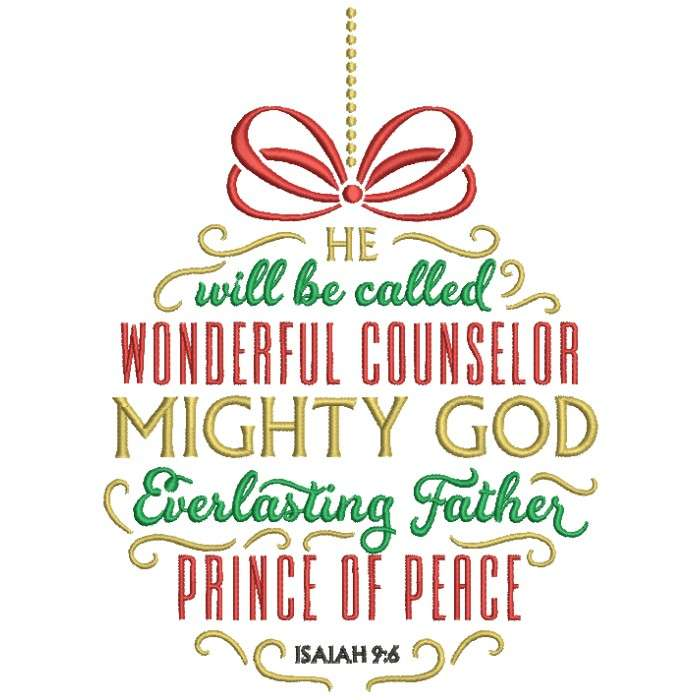 HE
will be called
WONDERFUL COUNSELOR
MIGHTY GOD
Everlasting Father
PRINCE OF PEACE
ISAIAH 9:6